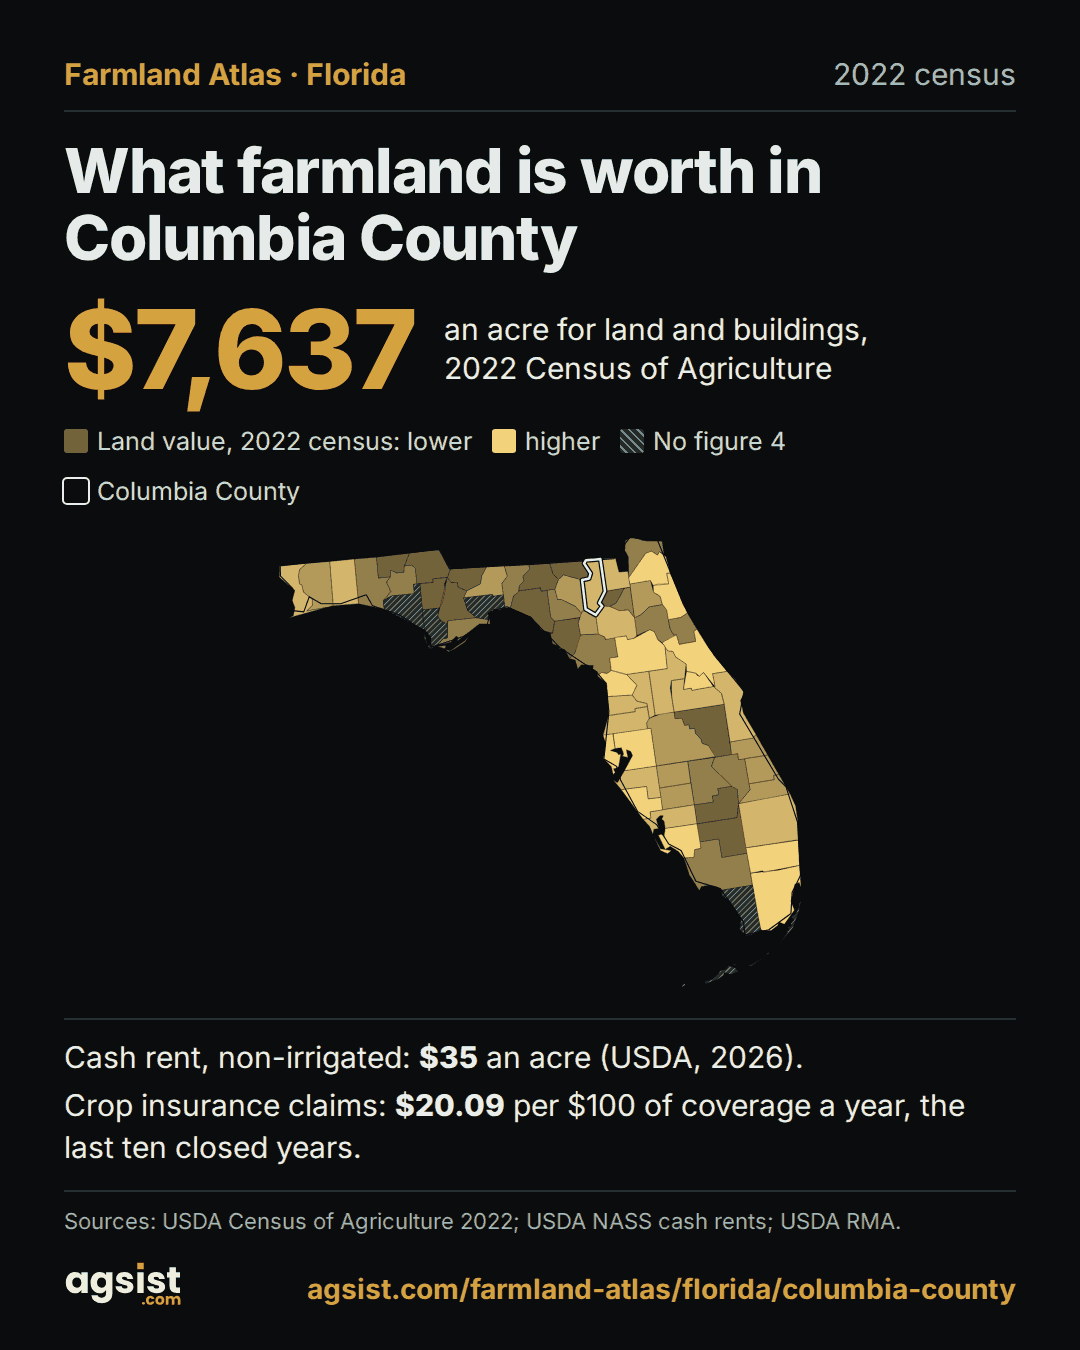 Farmland Atlas · Florida
2022 census
What farmland is worth in
Columbia County
$7,637
an acre for land and buildings,
2022 Census of Agriculture
Land value, 2022 census: lower
higher
No figure 4
Columbia County
Cash rent, non-irrigated: $35 an acre (USDA, 2026).
Crop insurance claims: $20.09 per $100 of coverage a year, the
last ten closed years.
Sources: USDA Census of Agriculture 2022; USDA NASS cash rents; USDA RMA.
agsist
.com
agsist.com/farmland-atlas/florida/columbia-county